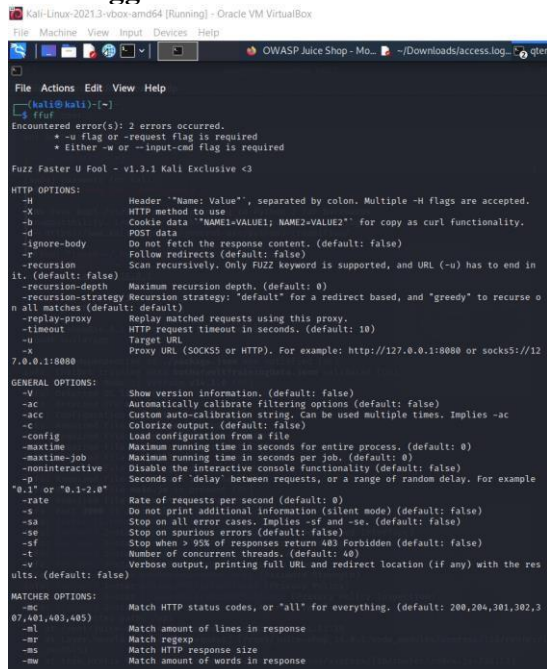 Kali-Linux-2021.3-vbox-amd64 [Running] - Oracle VM VirtualBox
File Machine View Input Devices Help
OWASP Juice Shop - Mo... ~/Downloads/access.log...
File Actions Edit View Help
(kali㉿kali)-[~]
$ ffuf
Encountered error(s): 2 errors occurred.
* -u flag or -request flag is required
* Either -w or --input-cmd flag is required
Fuzz Faster U Fool - v1.3.1 Kali Exclusive <3
HTTP OPTIONS:
-H Header `"Name: Value"`, separated by colon. Multiple -H flags are accepted.
-X HTTP method to use
-b Cookie data `"NAME1=VALUE1; NAME2=VALUE2"` for copy as curl functionality.
-d POST data
-ignore-body Do not fetch the response content. (default: false)
-r Follow redirects (default: false)
-recursion Scan recursively. Only FUZZ keyword is supported, and URL (-u) has to end in
it. (default: false)
-recursion-depth Maximum recursion depth. (default: 0)
-recursion-strategy Recursion strategy: "default" for a redirect based, and "greedy" to recurse o
n all matches (default: default)
-replay-proxy Replay matched requests using this proxy.
-timeout HTTP request timeout in seconds. (default: 10)
-u Target URL
-x Proxy URL (SOCKS5 or HTTP). For example: http://127.0.0.1:8080 or socks5://12
7.0.0.1:8080
GENERAL OPTIONS:
-V Show version information. (default: false)
-ac Automatically calibrate filtering options (default: false)
-acc Custom auto-calibration string. Can be used multiple times. Implies -ac
-c Colorize output. (default: false)
-config Load configuration from a file
-maxtime Maximum running time in seconds for entire process. (default: 0)
-maxtime-job Maximum running time in seconds per job. (default: 0)
-noninteractive Disable the interactive console functionality (default: false)
-p Seconds of `delay` between requests, or a range of random delay. For example
"0.1" or "0.1-2.0"
-rate Rate of requests per second (default: 0)
-s Do not print additional information (silent mode) (default: false)
-sa Stop on all error cases. Implies -sf and -se. (default: false)
-se Stop on spurious errors (default: false)
-sf Stop when > 95% of responses return 403 Forbidden (default: false)
-t Number of concurrent threads. (default: 40)
-v Verbose output, printing full URL and redirect location (if any) with the res
ults. (default: false)
MATCHER OPTIONS:
-mc Match HTTP status codes, or "all" for everything. (default: 200,204,301,302,3
07,401,403,405)
-ml Match amount of lines in response
-mr Match regexp
-ms Match HTTP response size
-mw Match amount of words in response